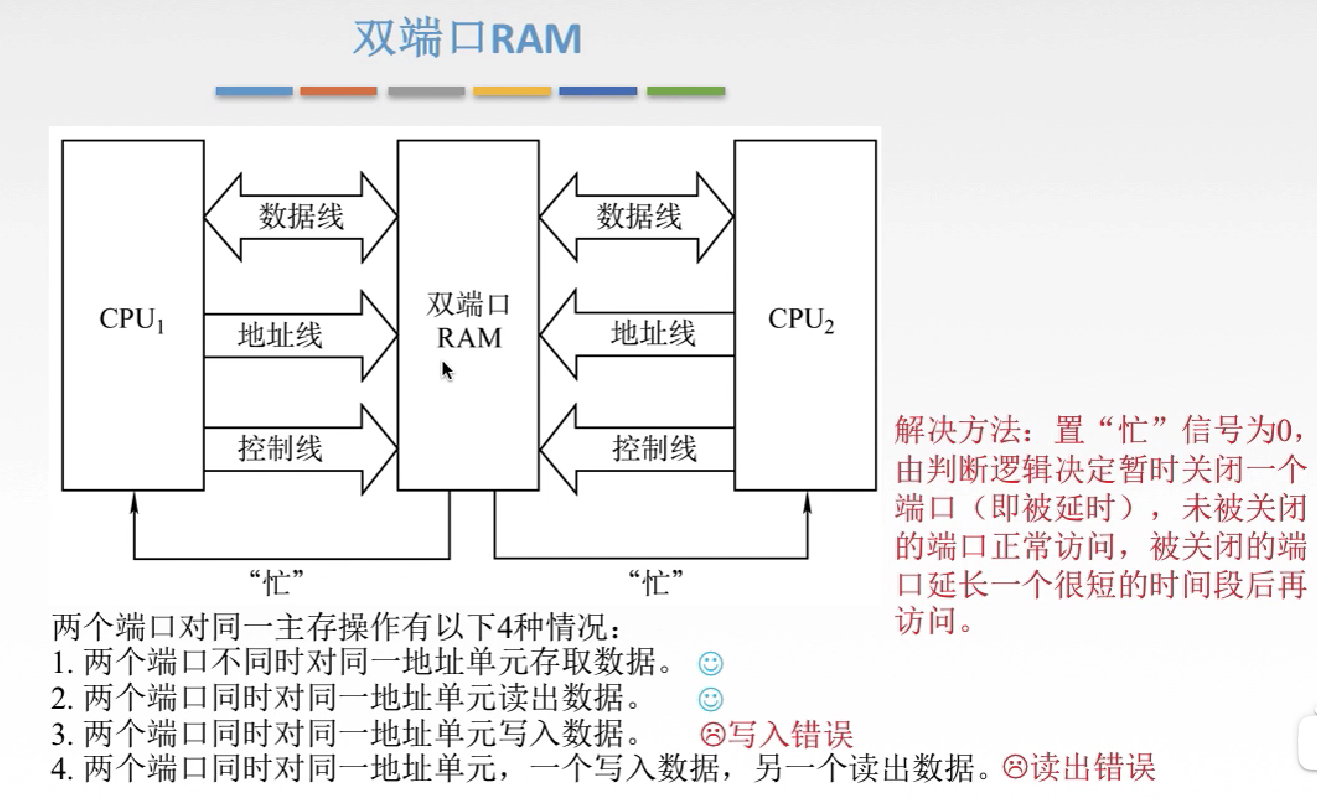 双端口RAM
数据线
数据线
CPU₁
双端口
RAM
CPU₂
地址线
地址线
控制线
控制线
“忙”
“忙”
解决方法：置“忙”信号为0，
由判断逻辑决定暂时关闭一个
端口（即被延时），未被关闭
的端口正常访问，被关闭的端
口延长一个很短的时间段后再
访问。
两个端口对同一主存操作有以下4种情况：
1. 两个端口不同时对同一地址单元存取数据。
2. 两个端口同时对同一地址单元读出数据。
3. 两个端口同时对同一地址单元写入数据。 写入错误
4. 两个端口同时对同一地址单元，一个写入数据，另一个读出数据。读出错误